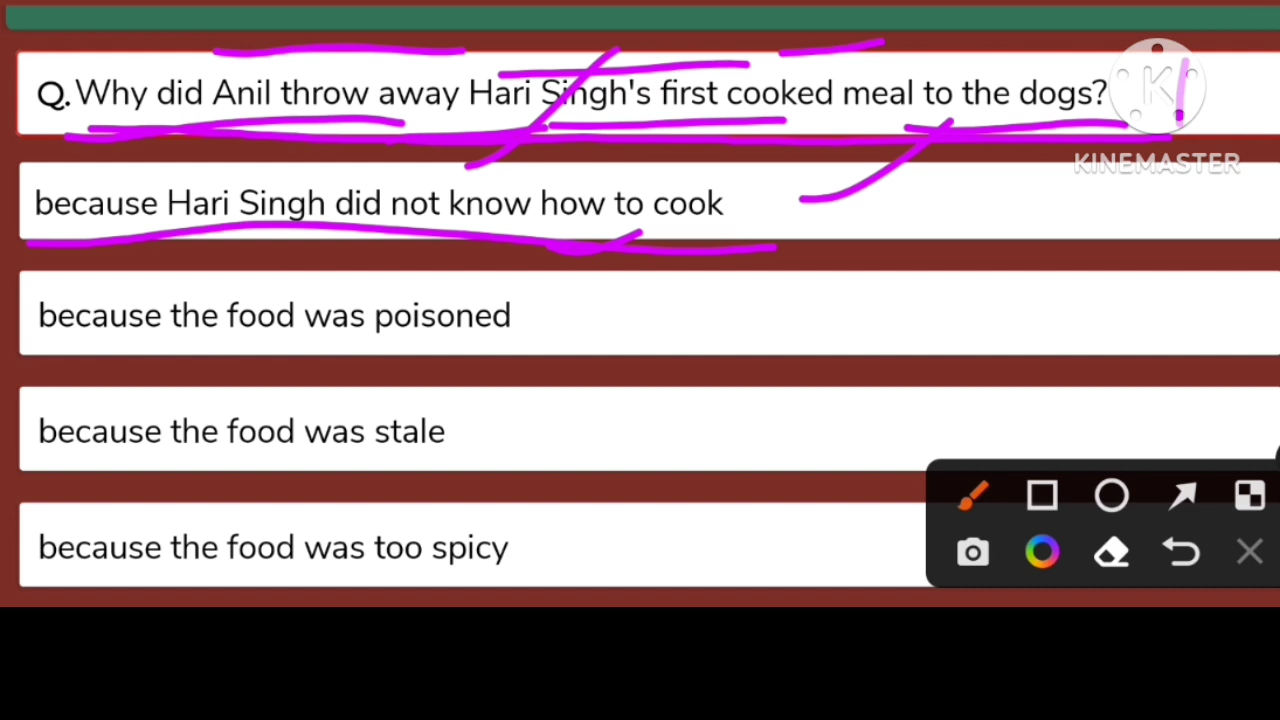 Q. Why did Anil throw away Hari Singh's first cooked meal to the dogs?
KINEMASTER
because Hari Singh did not know how to cook
because the food was poisoned
because the food was stale
because the food was too spicy